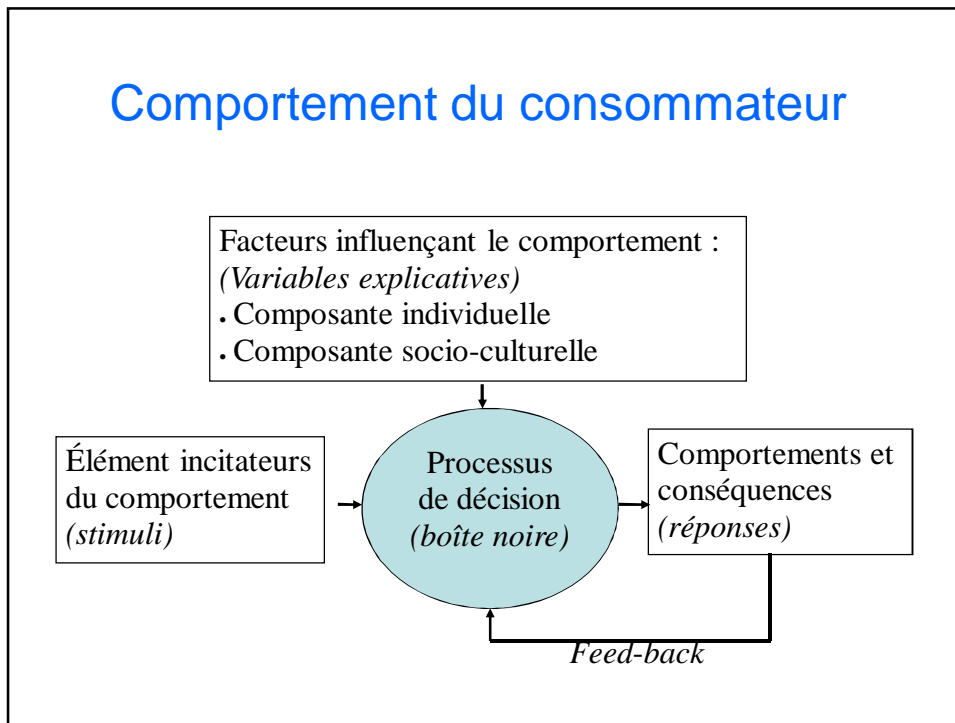 Comportement du consommateur
Facteurs influençant le comportement :
(Variables explicatives)
• Composante individuelle
• Composante socio-culturelle
Élément incitateurs
du comportement
(stimuli)
Processus
de décision
(boîte noire)
Comportements et
conséquences
(réponses)
Feed-back